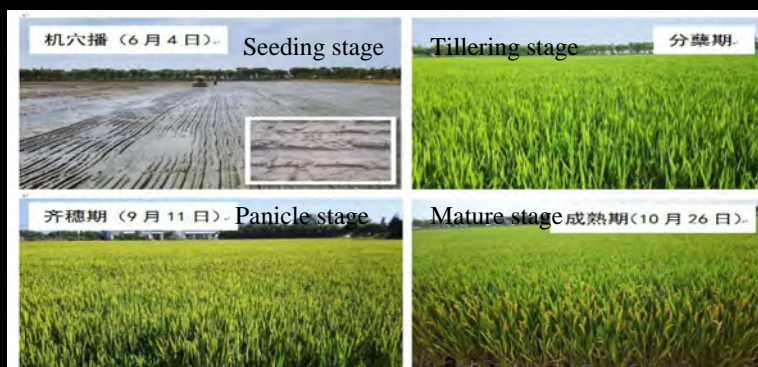 机穴播（6月4日） Seeding stage
Tillering stage 分蘖期
齐穗期（9月11日） Panicle stage
Mature stage 成熟期(10月26日)